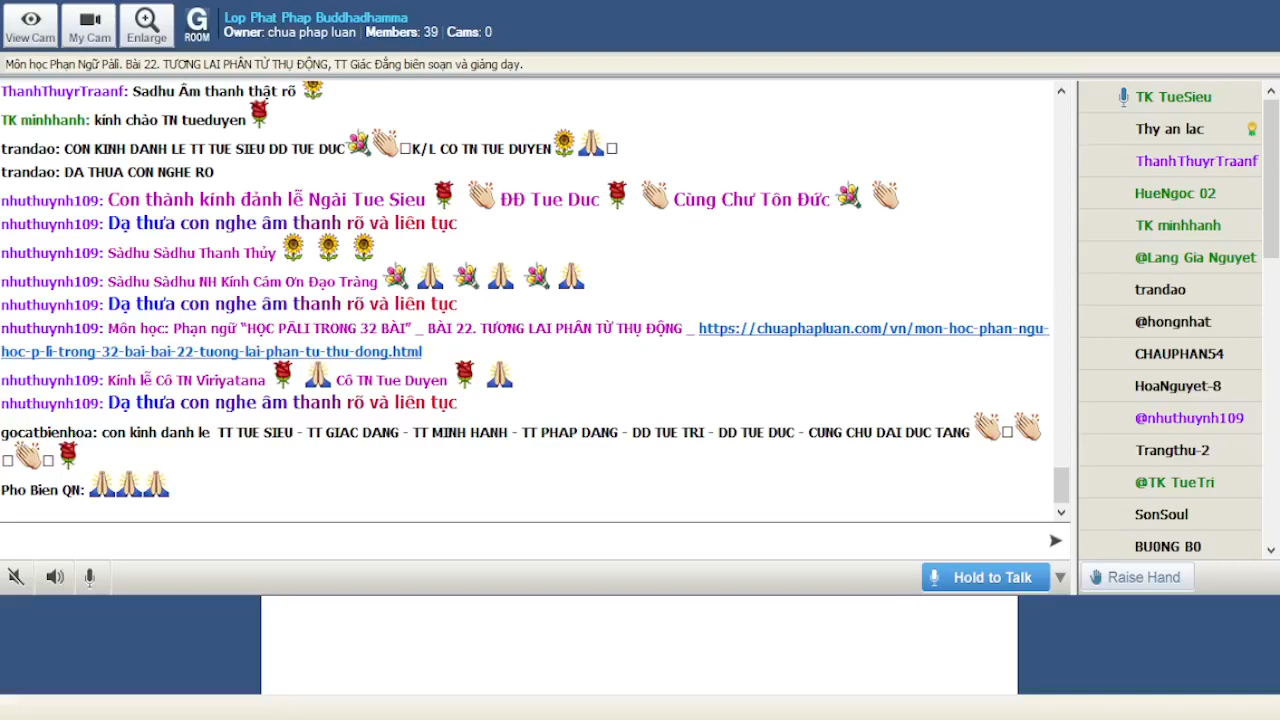 View Cam
My Cam
Enlarge
G
ROOM
Lop Phat Phap Buddhadhamma
Owner: chua phap luan | Members: 39 | Cams: 0
Môn học Phạn Ngữ Pāli. Bài 22. TƯƠNG LAI PHÂN TỪ THỤ ĐỘNG, TT Giác Đẳng biên soạn và giảng dạy.
ThanhThuyrTraanf: Sadhu Âm thanh thật rõ
TK minhhanh: kính chào TN tueduyen
trandao: CON KINH DANH LE TT TUE SIEU DD TUE DUC K/L CO TN TUE DUYEN
trandao: DA THUA CON NGHE RO
nhuthuynh109: Con thành kính đảnh lễ Ngài Tue Sieu ĐĐ Tue Duc Cùng Chư Tôn Đức
nhuthuynh109: Dạ thưa con nghe âm thanh rõ và liên tục
nhuthuynh109: Sàdhu Sàdhu Thanh Thủy
nhuthuynh109: Sàdhu Sàdhu NH Kính Cám Ơn Đạo Tràng
nhuthuynh109: Dạ thưa con nghe âm thanh rõ và liên tục
nhuthuynh109: Môn học: Phạn ngữ “HỌC PĀLI TRONG 32 BÀI” _ BÀI 22. TƯƠNG LAI PHÂN TỪ THỤ ĐỘNG _ https://chuaphapluan.com/vn/mon-hoc-phan-ngu-
hoc-p-li-trong-32-bai-bai-22-tuong-lai-phan-tu-thu-dong.html
nhuthuynh109: Kính lễ Cô TN Viriyatana Cô TN Tue Duyen
nhuthuynh109: Dạ thưa con nghe âm thanh rõ và liên tục
gocatbienhoa: con kinh danh le TT TUE SIEU - TT GIAC DANG - TT MINH HANH - TT PHAP DANG - DD TUE TRI - DD TUE DUC - CUNG CHU DAI DUC TANG
Pho Bien QN:
TK TueSieu
Thy an lac
ThanhThuyrTraanf
HueNgoc 02
TK minhhanh
@Lang Gia Nguyet
trandao
@hongnhat
CHAUPHAN54
HoaNguyet-8
@nhuthuynh109
Trangthu-2
@TK TueTri
SonSoul
BU0NG B0
Hold to Talk
Raise Hand